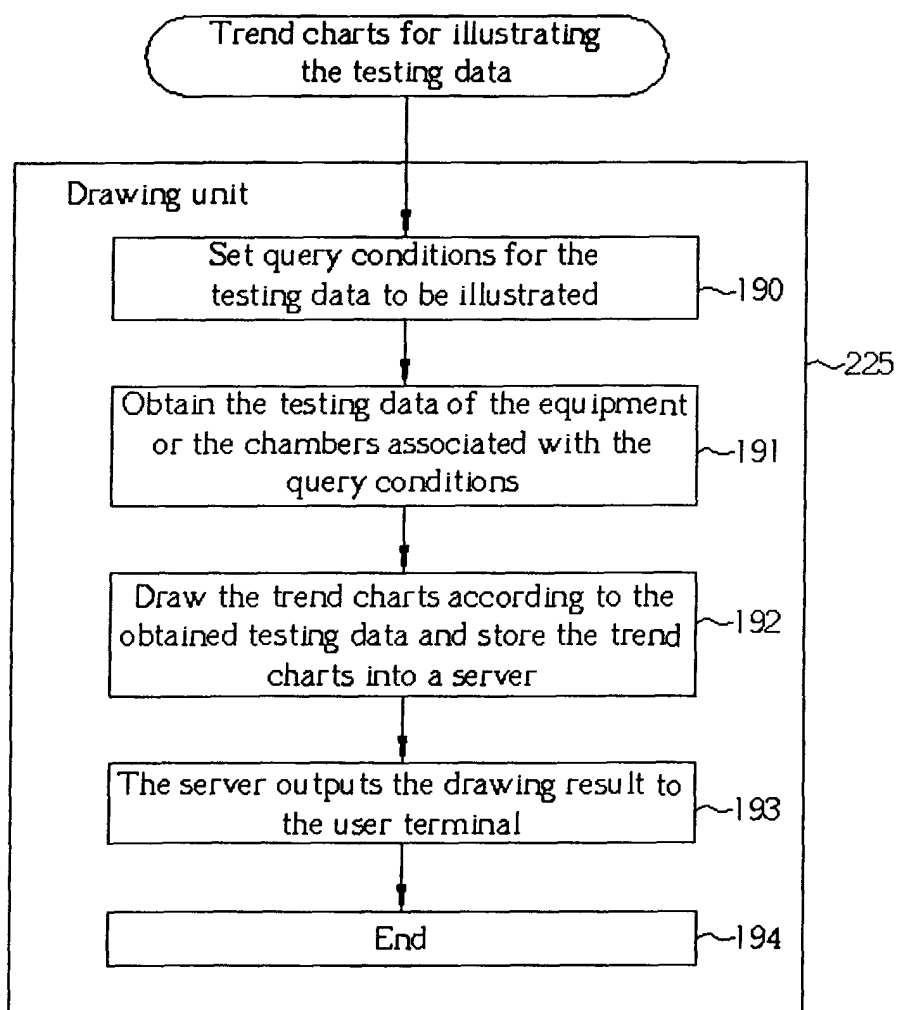 Trend charts for illustrating
the testing data
Drawing unit
Set query conditions for the
testing data to be illustrated
190
225
Obtain the testing data of the equipment
or the chambers associated with the
query conditions
191
Draw the trend charts according to the
obtained testing data and store the trend
charts into a server
192
The server outputs the drawing result to
the user terminal
193
End
194